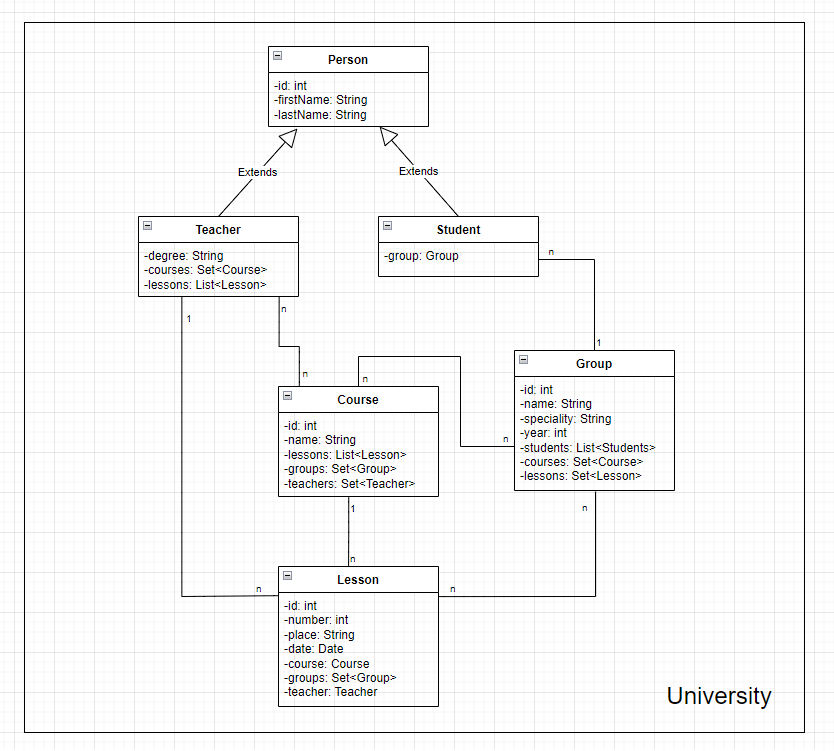 Person
-id: int
-firstName: String
-lastName: String
Extends
Extends
Teacher
-degree: String
-courses: Set<Course>
-lessons: List<Lesson>
Student
-group: Group
n
1
n
1
n
n
n
Group
-id: int
-name: String
-speciality: String
-year: int
-students: List<Students>
-courses: Set<Course>
-lessons: Set<Lesson>
Course
-id: int
-name: String
-lessons: List<Lesson>
-groups: Set<Group>
-teachers: Set<Teacher>
n
1
n
n
n
n
Lesson
-id: int
-number: int
-place: String
-date: Date
-course: Course
-groups: Set<Group>
-teacher: Teacher
University